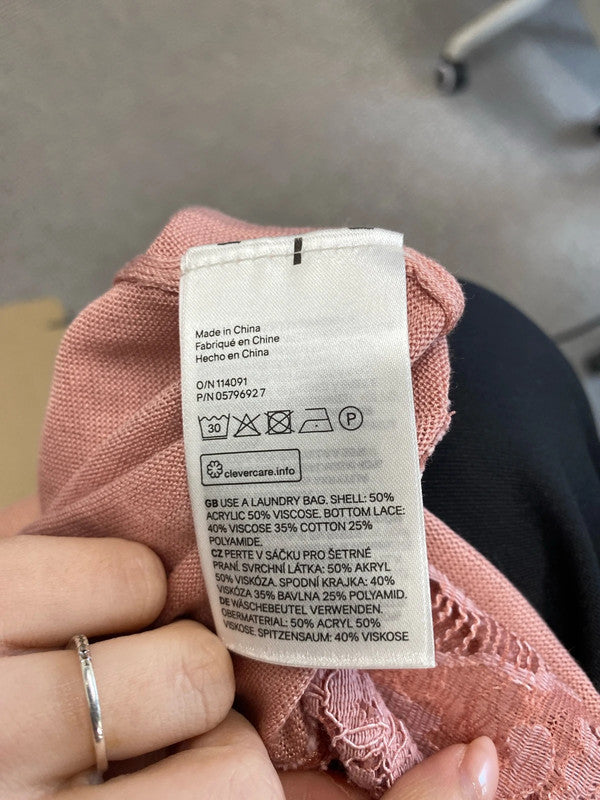 Made in China
Fabriqué en Chine
Hecho en China
O/N 114091
P/N 0579692 7
30
P
clevercare.info
GB USE A LAUNDRY BAG. SHELL: 50%
ACRYLIC 50% VISCOSE. BOTTOM LACE:
40% VISCOSE 35% COTTON 25%
POLYAMIDE.
CZ PERTE V SÁČKU PRO ŠETRNÉ
PRANÍ. SVRCHNÍ LÁTKA: 50% AKRYL
50% VISKÓZA. SPODNÍ KRAJKA: 40%
VISKÓZA 35% BAVLNA 25% POLYAMID.
DE WÄSCHEBEUTEL VERWENDEN.
OBERMATERIAL: 50% ACRYL 50%
VISKOSE. SPITZENSAUM: 40% VISKOSE